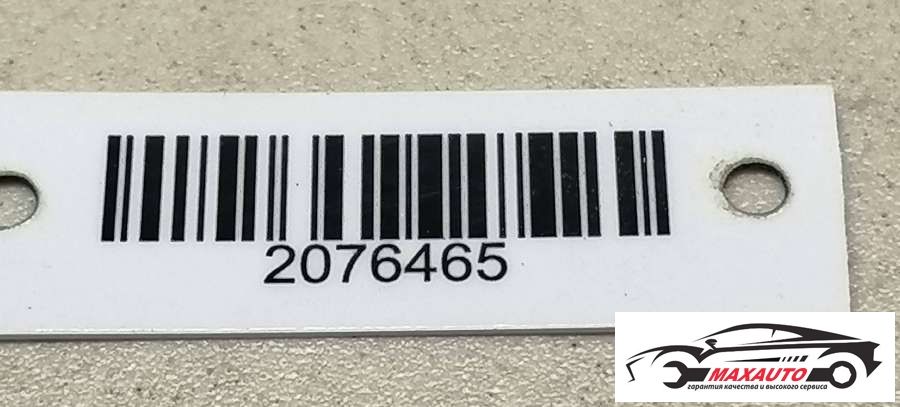 2076465
MAXAUTO
гарантия качества и высокого сервиса